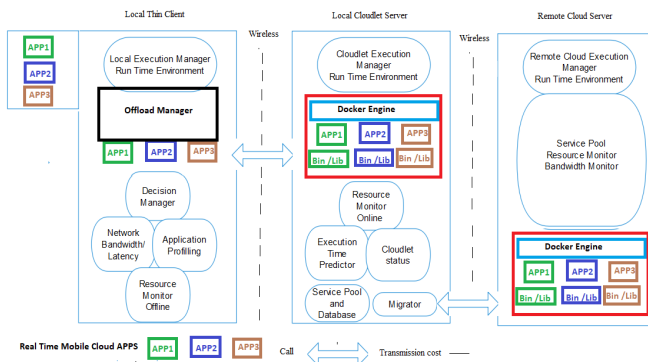 Local Thin Client
Local Cloudlet Server
Remote Cloud Server
Wireless
Wireless
APP1
APP2
APP3
Local Execution Manager
Run Time Environment
Offload Manager
APP1
APP2
APP3
Decision
Manager
Network
Bandwidth/
Latency
Application
Profilling
Resource
Monitor
Offline
Cloudlet Execution
Manager
Run Time Environment
Docker Engine
APP1
APP2
APP3
Bin /Lib
Bin /Lib
Bin /Lib
Resource
Monitor
Online
Execution
Time
Predictor
Cloudlet
status
Service Pool
and
Database
Migrator
Remote Cloud Execution
Manager
Run Time Environment
Service Pool
Resource Monitor
Bandwidth Monitor
Docker Engine
APP1
APP2
APP3
Bin /Lib
Bin /Lib
Bin /Lib
Real Time Mobile Cloud APPS
APP1
APP2
APP3
Call
Transmission cost